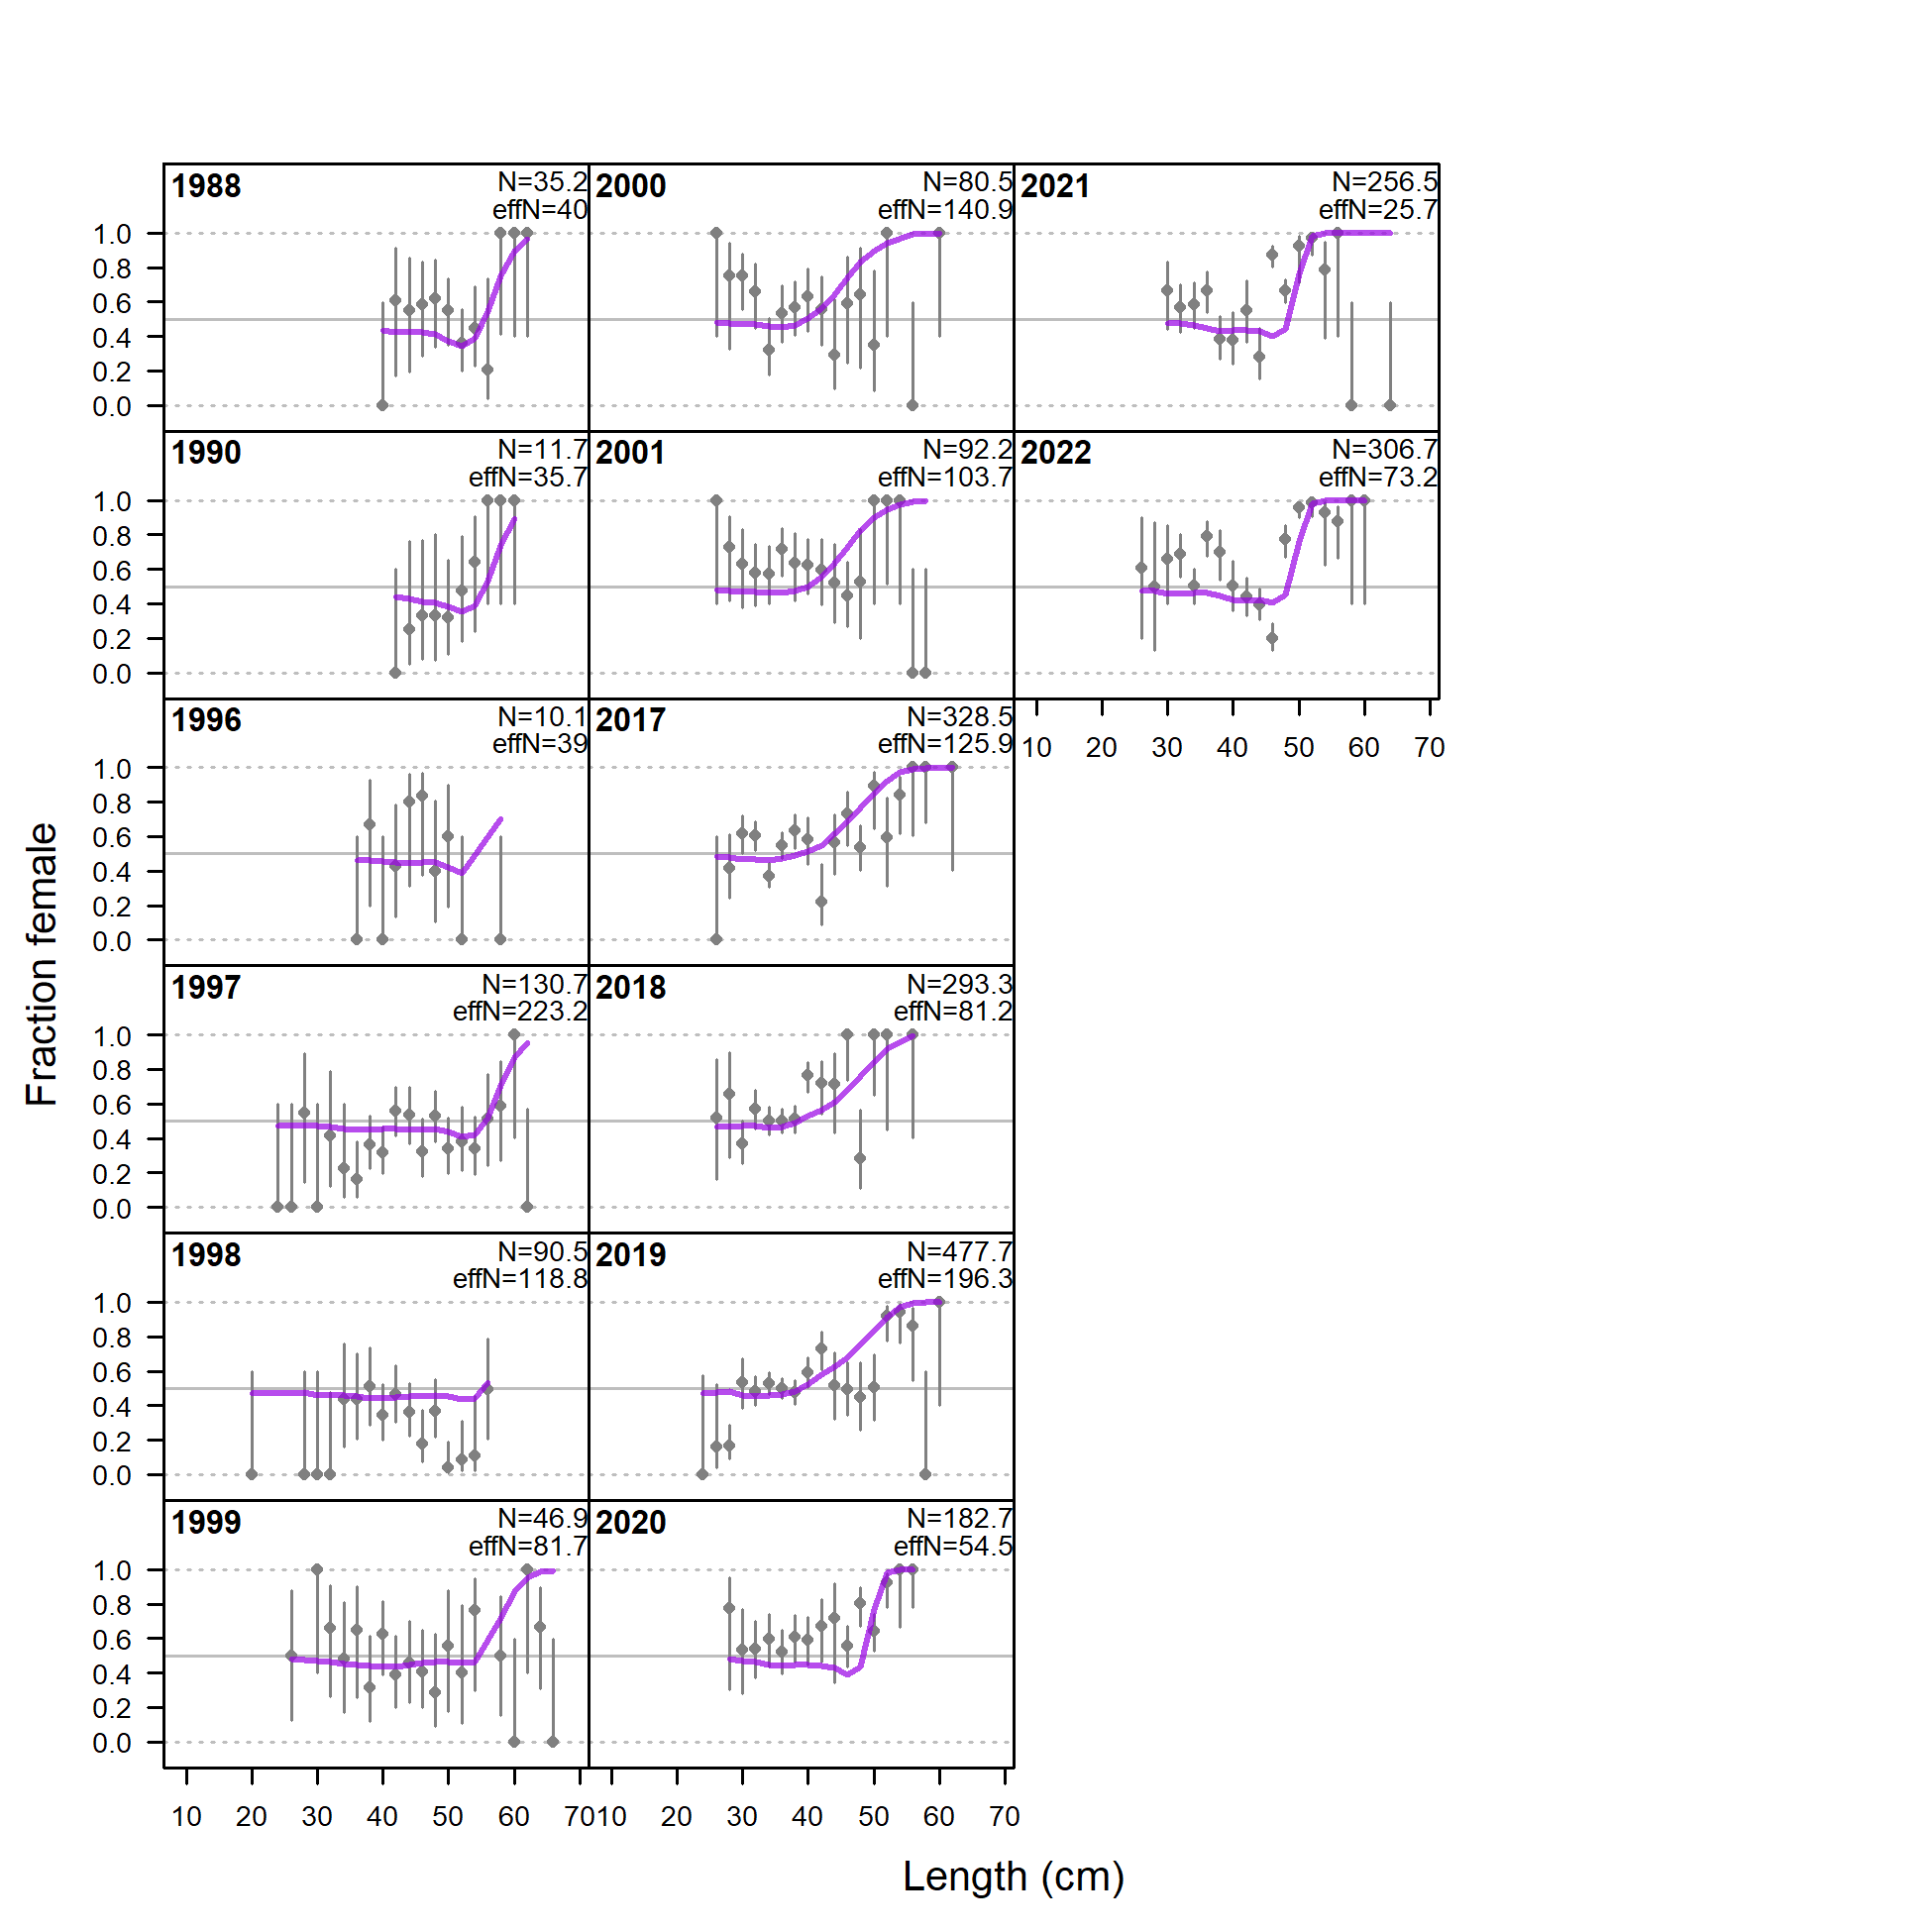 1988 N=35.2 2000 N=80.5 2021 N=256.5
effN=40 effN=140.9 effN=25.7
1.0
0.8
0.6
0.4
0.2
0.0
1990 N=11.7 2001 N=92.2 2022 N=306.7
effN=35.7 effN=103.7 effN=73.2
1.0
0.8
0.6
0.4
0.2
0.0
1996 N=10.1 2017 N=328.5
effN=39 effN=125.9
10 20 30 40 50 60 70
1.0
0.8
0.6
0.4
0.2
0.0
Fraction female
1997 N=130.7 2018 N=293.3
effN=223.2 effN=81.2
1.0
0.8
0.6
0.4
0.2
0.0
1998 N=90.5 2019 N=477.7
effN=118.8 effN=196.3
1.0
0.8
0.6
0.4
0.2
0.0
1999 N=46.9 2020 N=182.7
effN=81.7 effN=54.5
1.0
0.8
0.6
0.4
0.2
0.0
10 20 30 40 50 60 70 10 20 30 40 50 60 70
Length (cm)